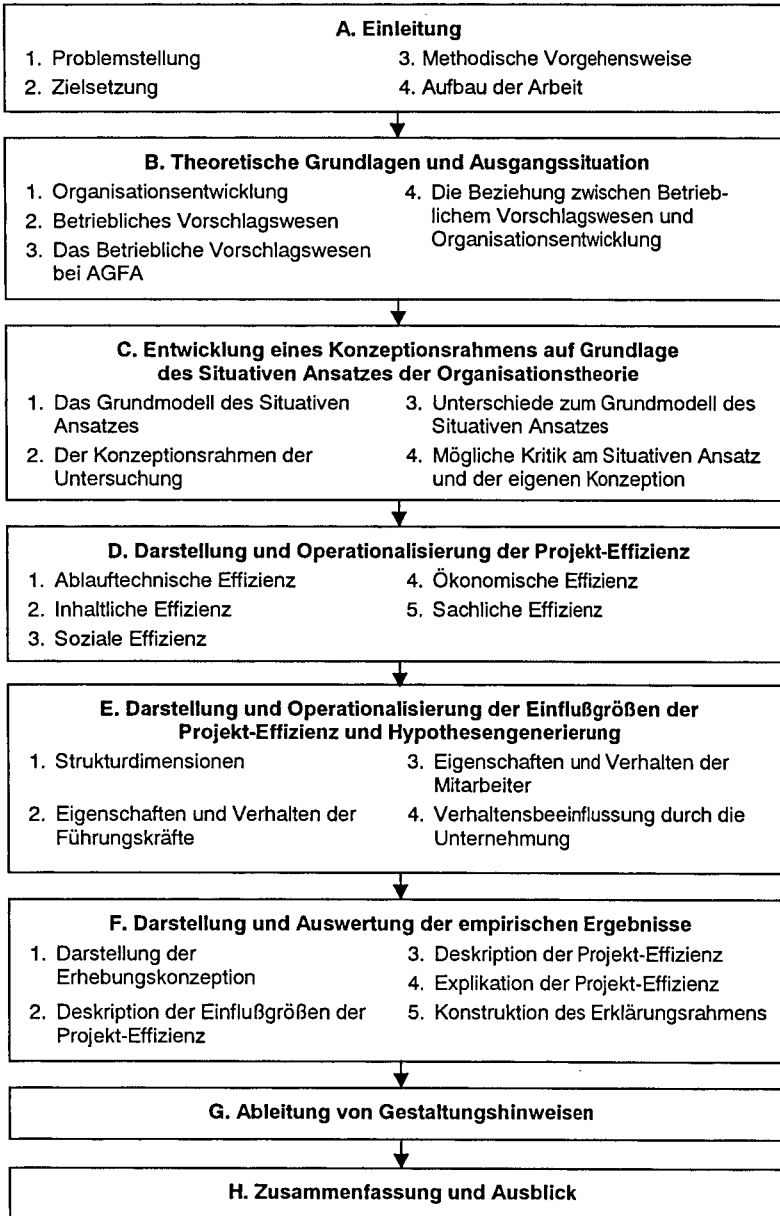 A. Einleitung
1. Problemstellung
2. Zielsetzung
3. Methodische Vorgehensweise
4. Aufbau der Arbeit
B. Theoretische Grundlagen und Ausgangssituation
1. Organisationsentwicklung
2. Betriebliches Vorschlagswesen
3. Das Betriebliche Vorschlagswesen
bei AGFA
4. Die Beziehung zwischen Betrieb-
lichem Vorschlagswesen und
Organisationsentwicklung
C. Entwicklung eines Konzeptionsrahmens auf Grundlage
des Situativen Ansatzes der Organisationstheorie
1. Das Grundmodell des Situativen
Ansatzes
2. Der Konzeptionsrahmen der
Untersuchung
3. Unterschiede zum Grundmodell des
Situativen Ansatzes
4. Mögliche Kritik am Situativen Ansatz
und der eigenen Konzeption
D. Darstellung und Operationalisierung der Projekt-Effizienz
1. Ablauftechnische Effizienz
2. Inhaltliche Effizienz
3. Soziale Effizienz
4. Ökonomische Effizienz
5. Sachliche Effizienz
E. Darstellung und Operationalisierung der Einflußgrößen der
Projekt-Effizienz und Hypothesengenerierung
1. Strukturdimensionen
2. Eigenschaften und Verhalten der
Führungskräfte
3. Eigenschaften und Verhalten der
Mitarbeiter
4. Verhaltensbeeinflussung durch die
Unternehmung
F. Darstellung und Auswertung der empirischen Ergebnisse
1. Darstellung der
Erhebungskonzeption
2. Deskription der Einflußgrößen der
Projekt-Effizienz
3. Deskription der Projekt-Effizienz
4. Explikation der Projekt-Effizienz
5. Konstruktion des Erklärungsrahmens
G. Ableitung von Gestaltungshinweisen
H. Zusammenfassung und Ausblick